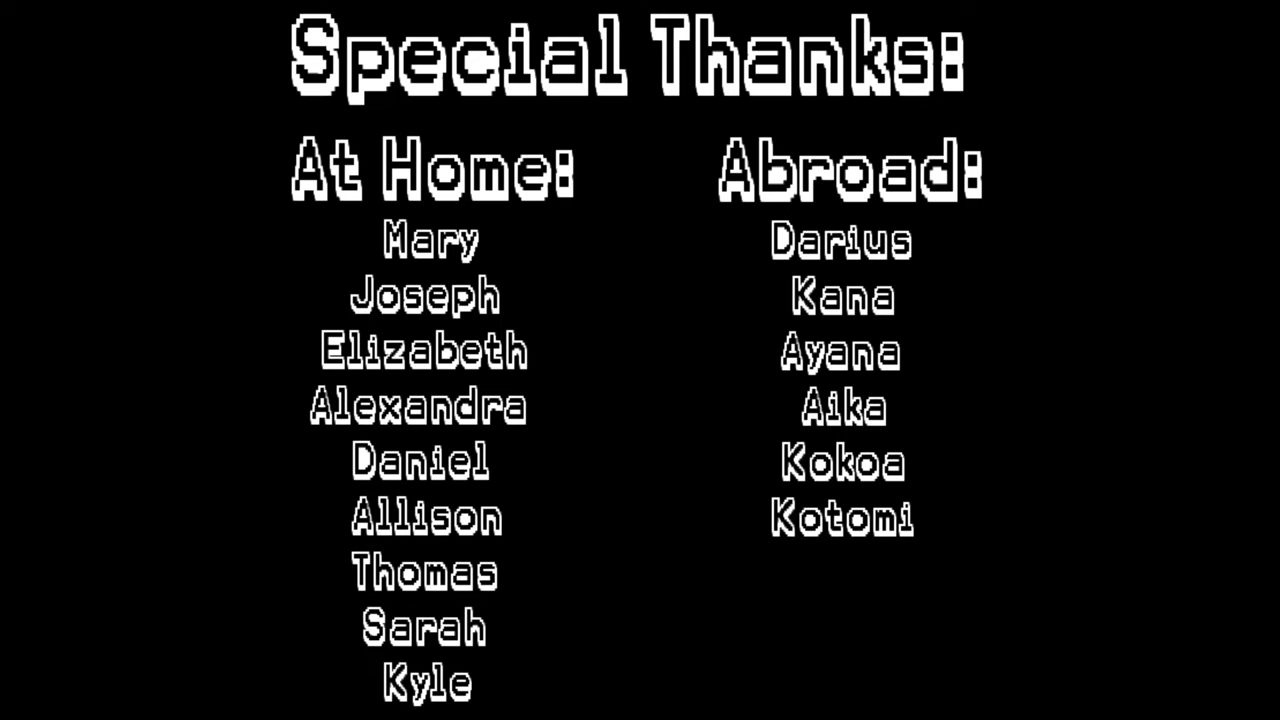 Special Thanks:
At Home:
Mary
Joseph
Elizabeth
Alexandra
Daniel
Allison
Thomas
Sarah
Kyle
Abroad:
Darius
Kana
Ayana
Aika
Kokoa
Kotomi